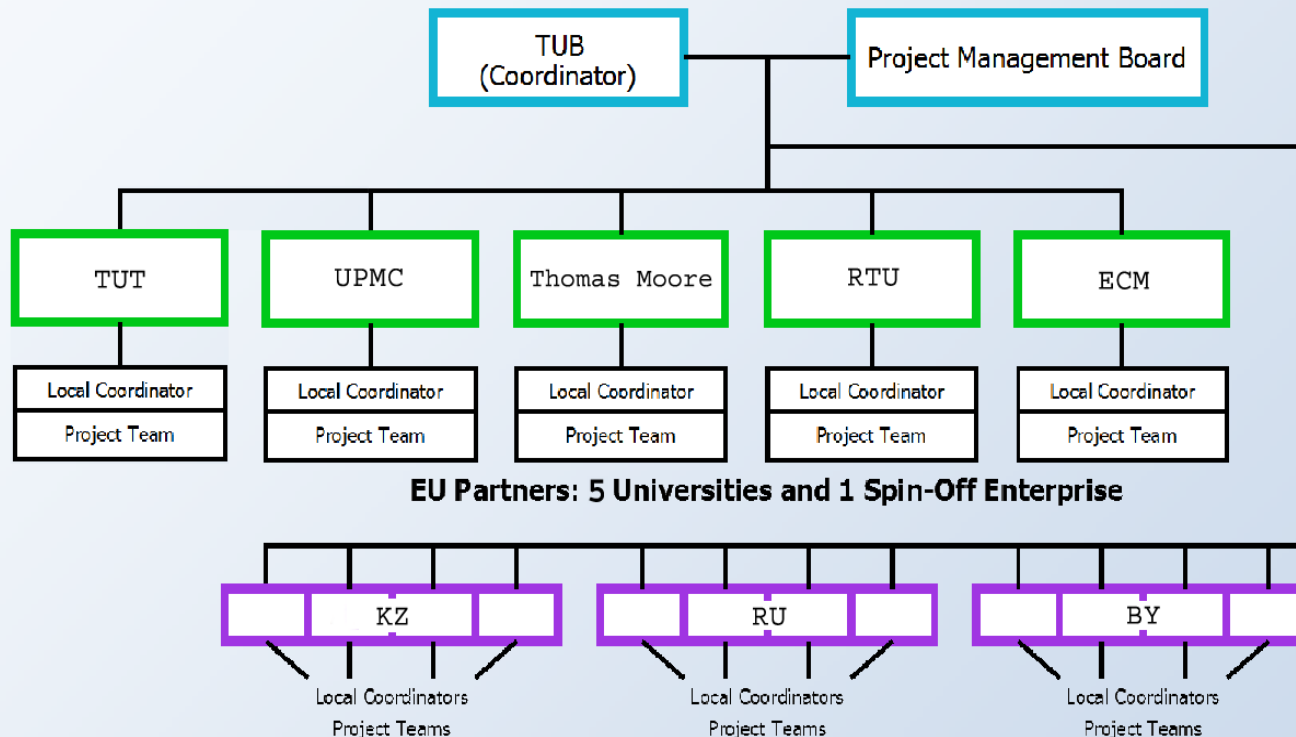 TUB
(Coordinator)
Project Management Board
TUT
UPMC
Thomas Moore
RTU
ECM
Local Coordinator
Project Team
Local Coordinator
Project Team
Local Coordinator
Project Team
Local Coordinator
Project Team
Local Coordinator
Project Team
EU Partners: 5 Universities and 1 Spin-Off Enterprise
KZ
RU
BY
Local Coordinators
Project Teams
Local Coordinators
Project Teams
Local Coordinators
Project Teams